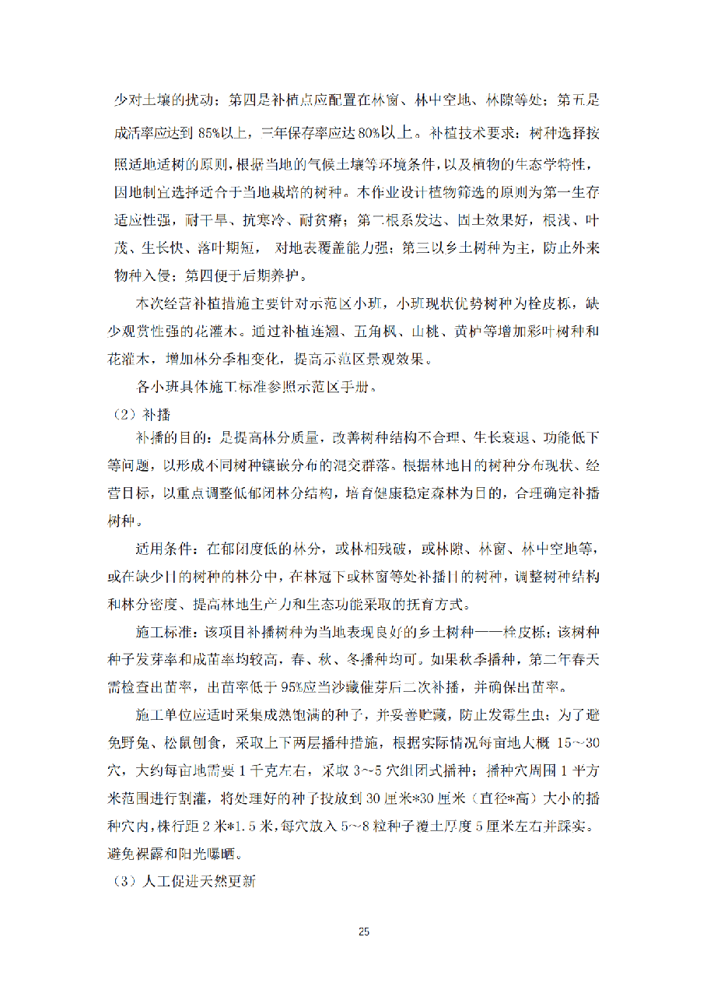 少对土壤的扰动；第四是补植点应配置在林窗、林中空地、林隙等处；第五是
成活率应达到 85%以上，三年保存率应达 80%以上。补植技术要求：树种选择按
照适地适树的原则，根据当地的气候土壤等环境条件，以及植物的生态学特性，
因地制宜选择适合于当地栽培的树种。本作业设计植物筛选的原则为第一生存
适应性强，耐干旱、抗寒冷、耐贫瘠；第二根系发达、固土效果好，根浅、叶
茂、生长快、落叶期短， 对地表覆盖能力强；第三以乡土树种为主，防止外来
物种入侵；第四便于后期养护。
本次经营补植措施主要针对示范区小班，小班现状优势树种为栓皮栎，缺
少观赏性强的花灌木。通过补植连翘、五角枫、山桃、黄栌等增加彩叶树种和
花灌木，增加林分季相变化，提高示范区景观效果。
各小班具体施工标准参照示范区手册。
（2）补播
补播的目的：是提高林分质量，改善树种结构不合理、生长衰退、功能低下
等问题，以形成不同树种镶嵌分布的混交群落。根据林地目的树种分布现状、经
营目标，以重点调整低郁闭林分结构，培育健康稳定森林为目的，合理确定补播
树种。
适用条件：在郁闭度低的林分，或林相残破，或林隙、林窗、林中空地等，
或在缺少目的树种的林分中，在林冠下或林窗等处补播目的树种，调整树种结构
和林分密度、提高林地生产力和生态功能采取的抚育方式。
施工标准：该项目补播树种为当地表现良好的乡土树种——栓皮栎；该树种
种子发芽率和成苗率均较高，春、秋、冬播种均可。如果秋季播种，第二年春天
需检查出苗率，出苗率低于 95%应当沙藏催芽后二次补播，并确保出苗率。
施工单位应适时采集成熟饱满的种子，并妥善贮藏，防止发霉生虫；为了避
免野兔、松鼠刨食，采取上下两层播种措施，根据实际情况每亩地大概 15～30
穴，大约每亩地需要 1 千克左右，采取 3～5 穴组团式播种；播种穴周围 1 平方
米范围进行割灌，将处理好的种子投放到 30 厘米*30 厘米（直径*高）大小的播
种穴内，株行距 2 米*1.5 米，每穴放入 5～8 粒种子覆土厚度 5 厘米左右并踩实。
避免裸露和阳光曝晒。
（3）人工促进天然更新
25